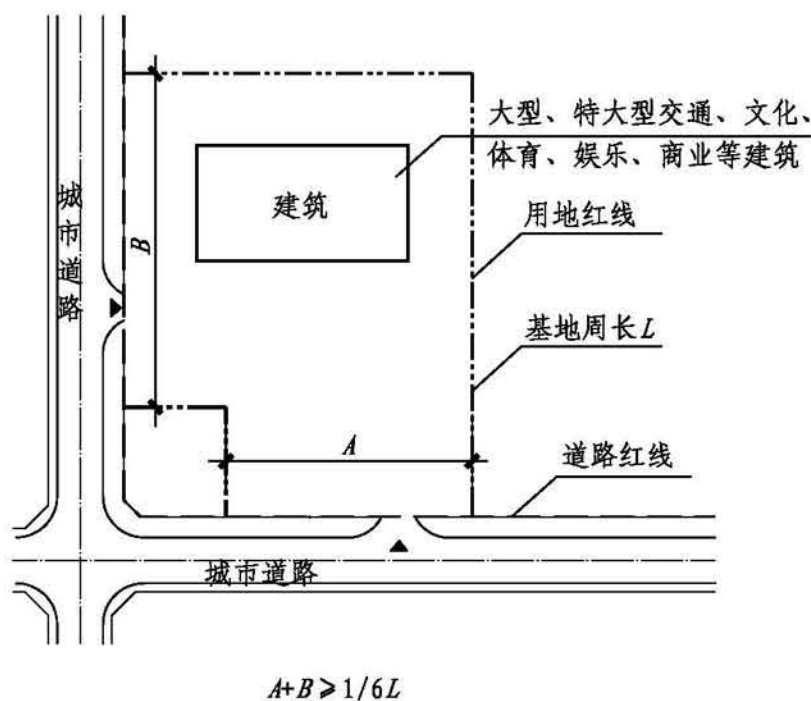 大型、特大型交通、文化、
体育、娱乐、商业等建筑
建筑
用地红线
城市道路
B
基地周长L
A
道路红线
城市道路
A+B≥1/6L